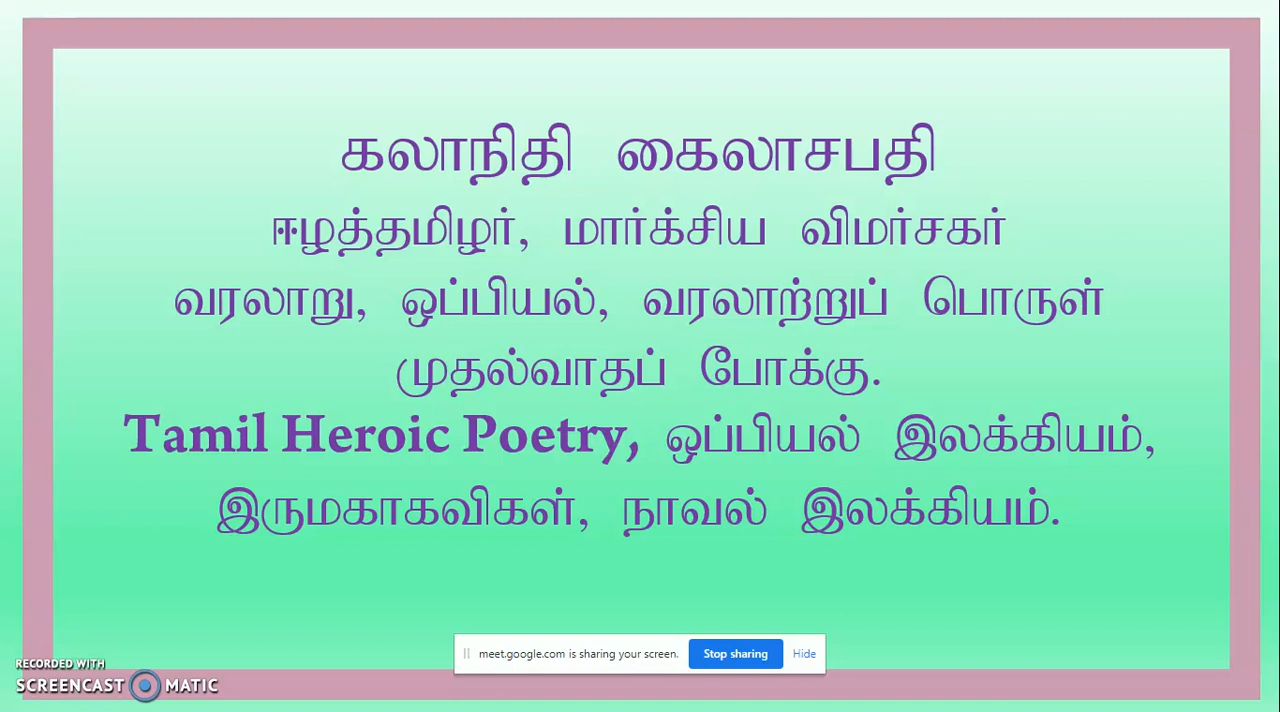 கலாநிதி கைலாசபதி
ஈழத்தமிழர், மார்க்சிய விமர்சகர்
வரலாறு, ஒப்பியல், வரலாற்றுப் பொருள்
முதல்வாதப் போக்கு.
Tamil Heroic Poetry, ஒப்பியல் இலக்கியம்,
இருமகாகவிகள், நாவல் இலக்கியம்.
meet.google.com is sharing your screen. Stop sharing Hide
RECORDED WITH
SCREENCAST MATIC